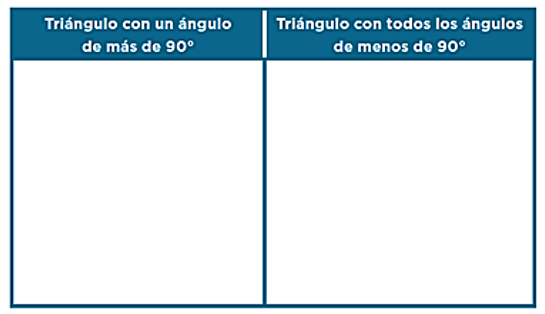 Triángulo con un ángulo
de más de 90°
Triángulo con todos los ángulos
de menos de 90°